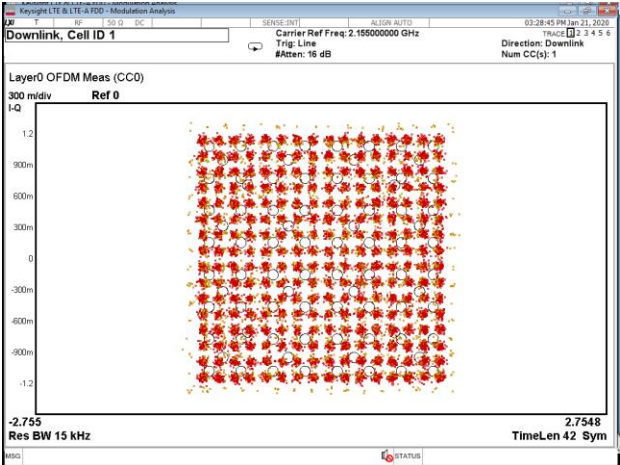 Keysight LTE & LTE-A FDD - Modulation Analysis
T RF 50 Ω DC SENSE:INT ALIGN AUTO 03:28:45 PM Jan 21, 2020
Downlink, Cell ID 1
Carrier Ref Freq: 2.155000000 GHz
TRACE 1 2 3 4 5 6
Trig: Line
Direction: Downlink
#Atten: 16 dB
Num CC(s): 1
Layer0 OFDM Meas (CC0)
300 m/div Ref 0
I-Q
1.2
900m
600m
300m
0
-300m
-600m
-900m
-1.2
-2.755 2.7548
Res BW 15 kHz TimeLen 42 Sym
MSG STATUS